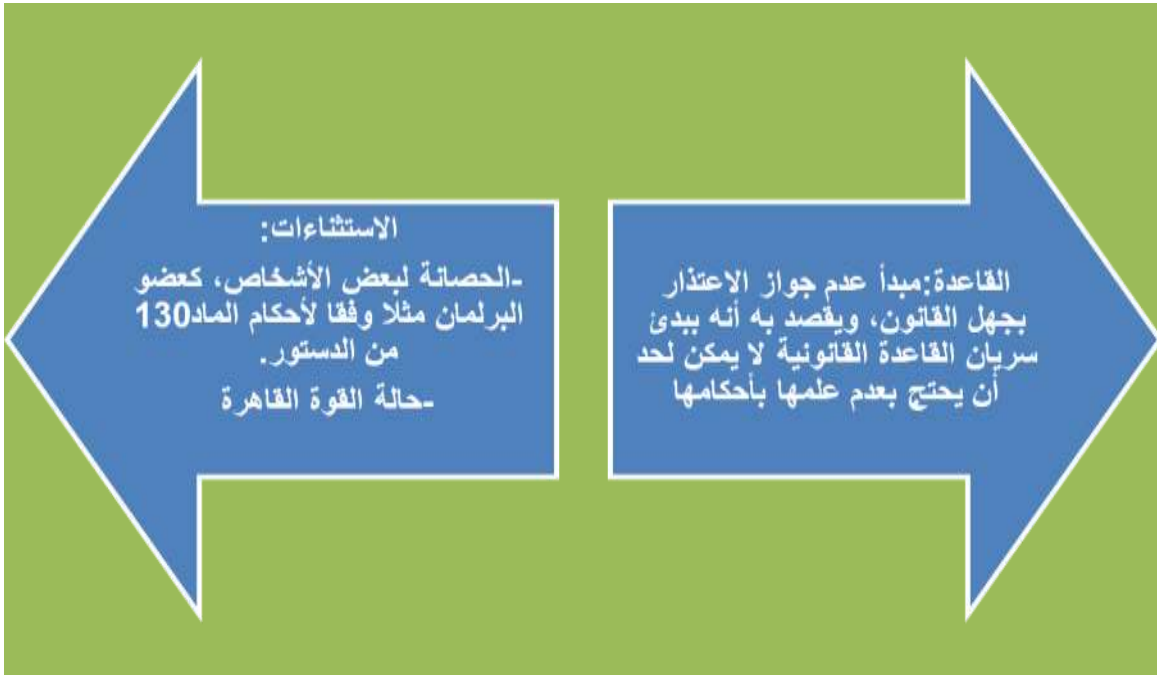 القاعدة:مبدأ عدم جواز الاعتذار
بجهل القانون، ويقصد به أنه ببدئ
سريان القاعدة القانونية لا يمكن لحد
أن يحتج بعدم علمها بأحكامها
الاستثناءات:
-الحصانة لبعض الأشخاص، كعضو
البرلمان مثلا وفقا لأحكام الماد130
من الدستور.
-حالة القوة القاهرة